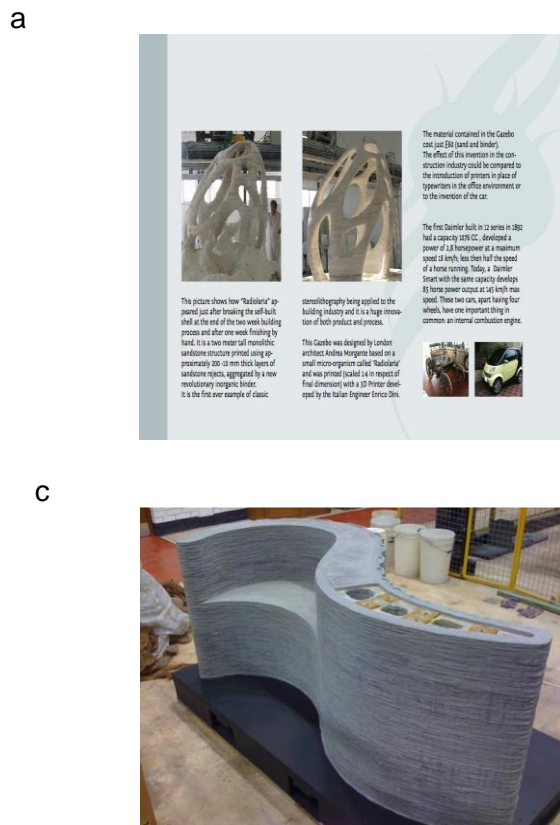 a
The material contained in the Gazebo
cost just £60 (sand and binder).
The effect of this invention in the con-
struction industry could be compared to
the introduction of printers in place of
typewriters in the office environment or
to the invention of the car.
The first Daimler built in 12 series in 1892
had a capacity 1076 CC , developed a
power of 2,8 horsepower at a maximum
speed 18 km/h; less then half the speed
of a horse running. Today, a Daimler
Smart with the same capacity develops
85 horse power output at 145 km/h max
speed. These two cars, apart having four
wheels, have one important thing in
common: an internal combustion engine.
This picture shows how "Radiolaria" ap-
peared just after breaking the self-built
shell at the end of the two week building
process and after one week finishing by
hand. It is a two meter tall monolithic
sandstone structure printed using ap-
proximately 200 -10 mm thick layers of
sandstone rejects, aggregated by a new
revolutionary inorganic binder.
It is the first ever example of classic
stereolithography being applied to the
building industry and it is a huge innova-
tion of both product and process.
This Gazebo was designed by London
architect Andrea Morgante based on a
small micro-organism called 'Radiolaria'
and was printed (scaled 1:4 in respect of
final dimension) with a 3D Printer devel-
oped by the Italian Engineer Enrico Dini.
c